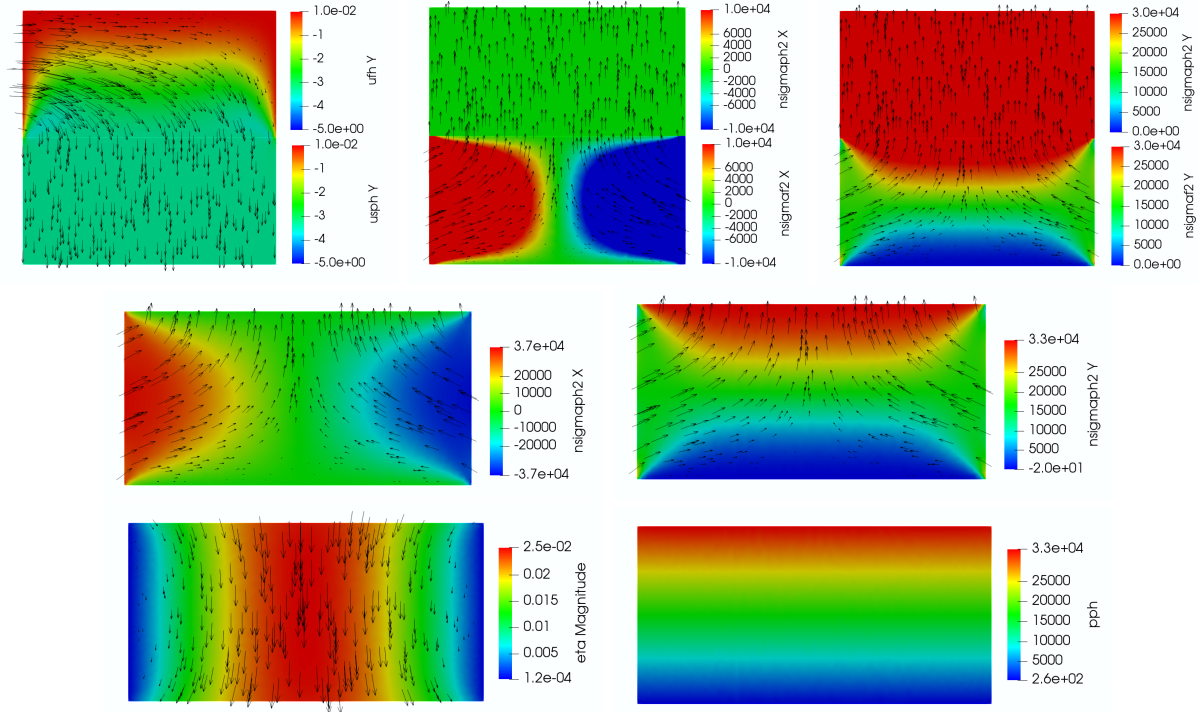 1.0e-02
-1
-2
-3
-4
-5.0e+00
ufh Y
1.0e-02
-1
-2
-3
-4
-5.0e+00
usph Y
1.0e+04
6000
4000
2000
0
-2000
-4000
-6000
-1.0e+04
nsigmaph2 X
1.0e+04
6000
4000
2000
0
-2000
-4000
-6000
-1.0e+04
nsigmaf2 X
3.0e+04
25000
20000
15000
10000
5000
0.0e+00
nsigmaph2 Y
3.0e+04
25000
20000
15000
10000
5000
0.0e+00
nsigmaf2 Y
3.7e+04
20000
10000
0
-10000
-20000
-3.7e+04
nsigmaph2 X
3.3e+04
25000
20000
15000
10000
5000
-2.0e+01
nsigmaph2 Y
2.5e-02
0.02
0.015
0.01
0.005
1.2e-04
eta Magnitude
3.3e+04
25000
20000
15000
10000
5000
2.6e+02
pph